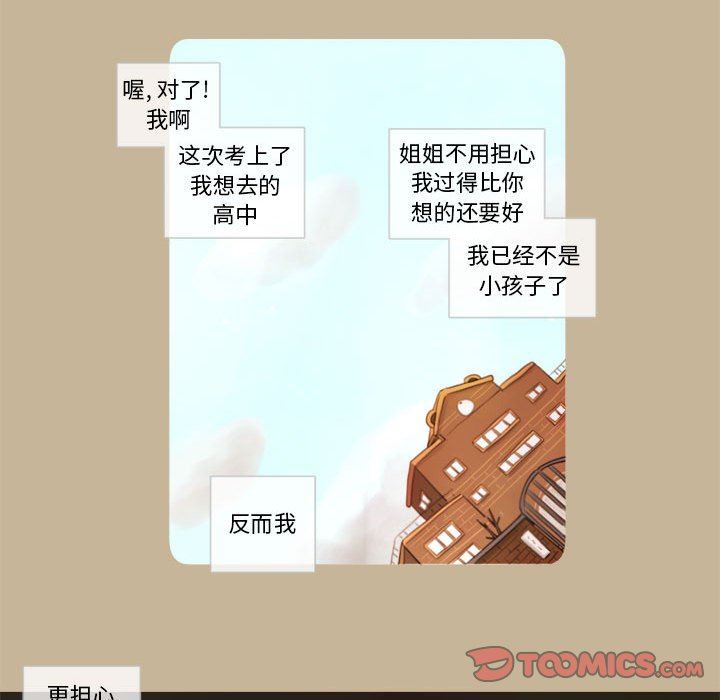 喔, 对了!
我啊
这次考上了
我想去的
高中
姐姐不用担心
我过得比你
想的还要好
我已经不是
小孩子了
反而我
更担心
TOOMICS.COM